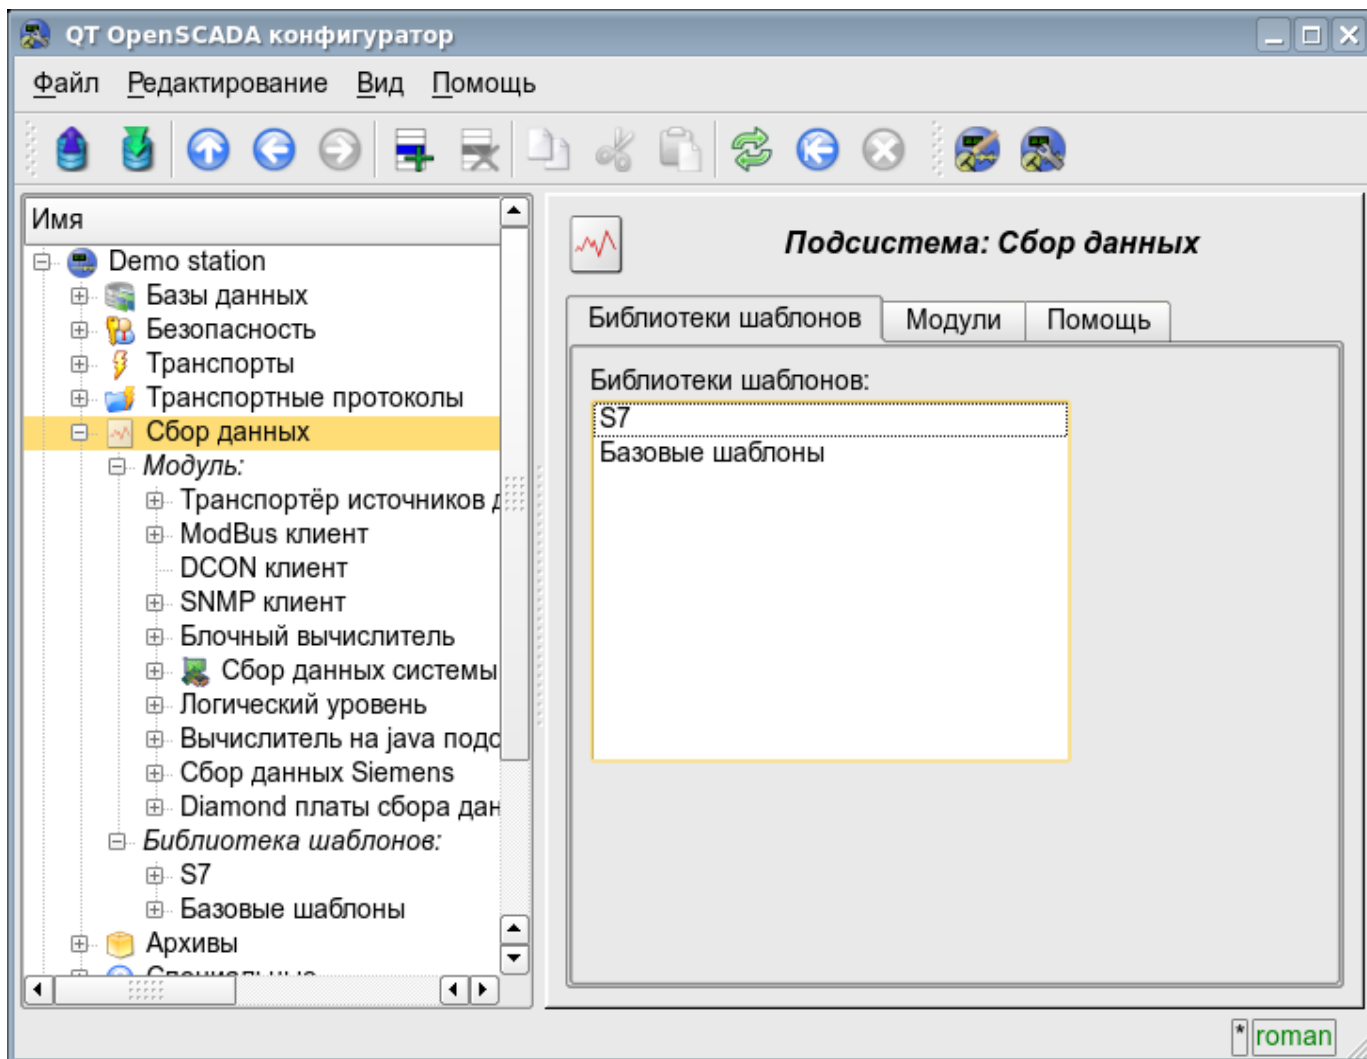 QT OpenSCADA конфигуратор
Файл Редактирование Вид Помощь
Имя
Demo station
Базы данных
Безопасность
Транспорты
Транспортные протоколы
Сбор данных
Модуль:
Транспортёр источников
ModBus клиент
DCON клиент
SNMP клиент
Блочный вычислитель
Сбор данных системы
Логический уровень
Вычислитель на java подо
Сбор данных Siemens
Diamond платы сбора дан
Библиотека шаблонов:
S7
Базовые шаблоны
Архивы
Подсистема: Сбор данных
Библиотеки шаблонов Модули Помощь
Библиотеки шаблонов:
S7
Базовые шаблоны
* roman